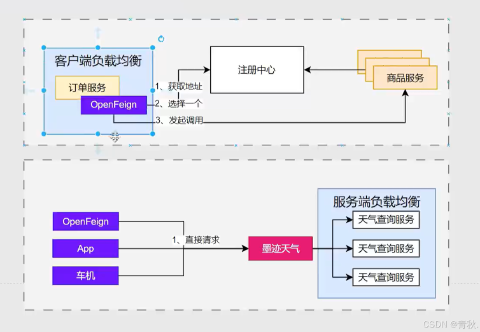 客户端负载均衡
订单服务
OpenFeign
1、获取地址
2、选择一个
3、发起调用
注册中心
商品服务
OpenFeign
App
车机
1、直接请求
墨迹天气
服务端负载均衡
天气查询服务
天气查询服务
天气查询服务
CSDN @青秋.